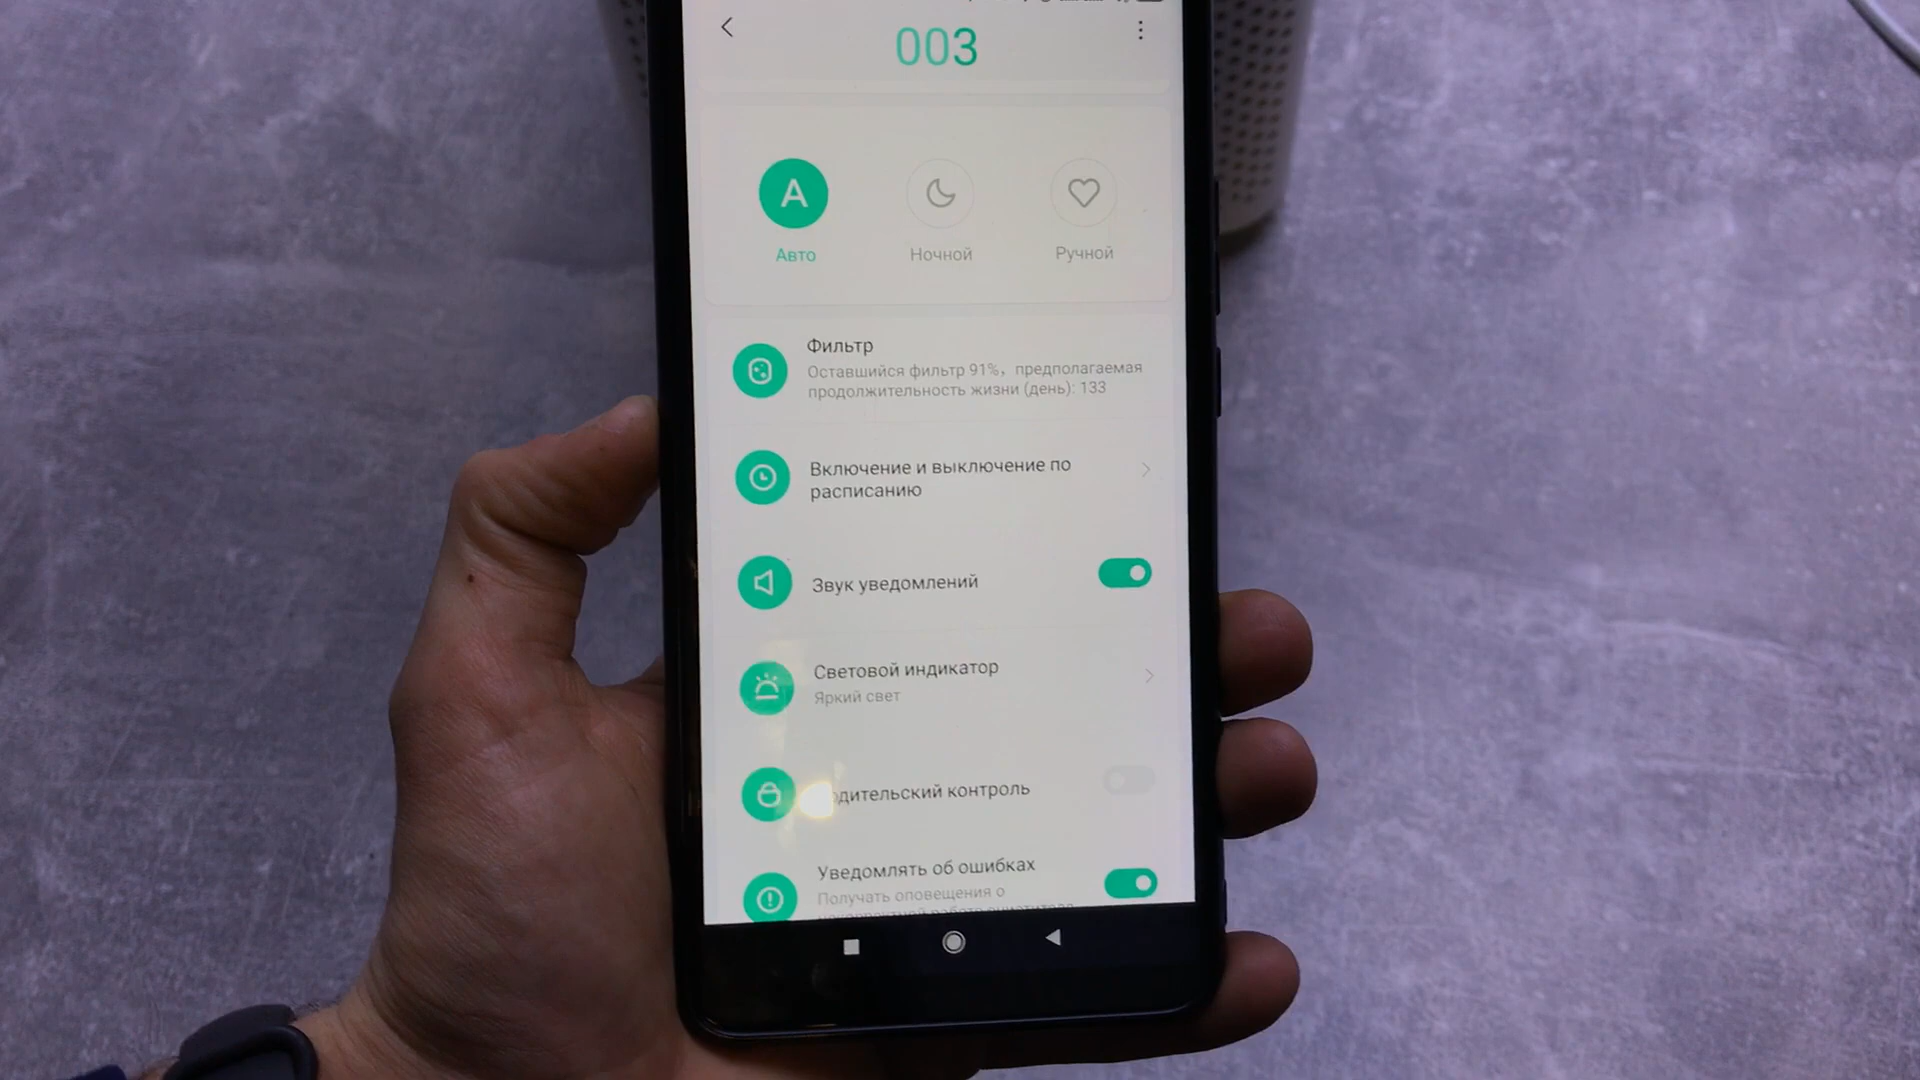 003
A
Авто
Ночной
Ручной
Фильтр
Оставшийся фильтр 91%, предполагаемая
продолжительность жизни (день): 133
Включение и выключение по
расписанию
Звук уведомлений
Световой индикатор
Яркий свет
одительский контроль
Уведомлять об ошибках
Получать оповещения о